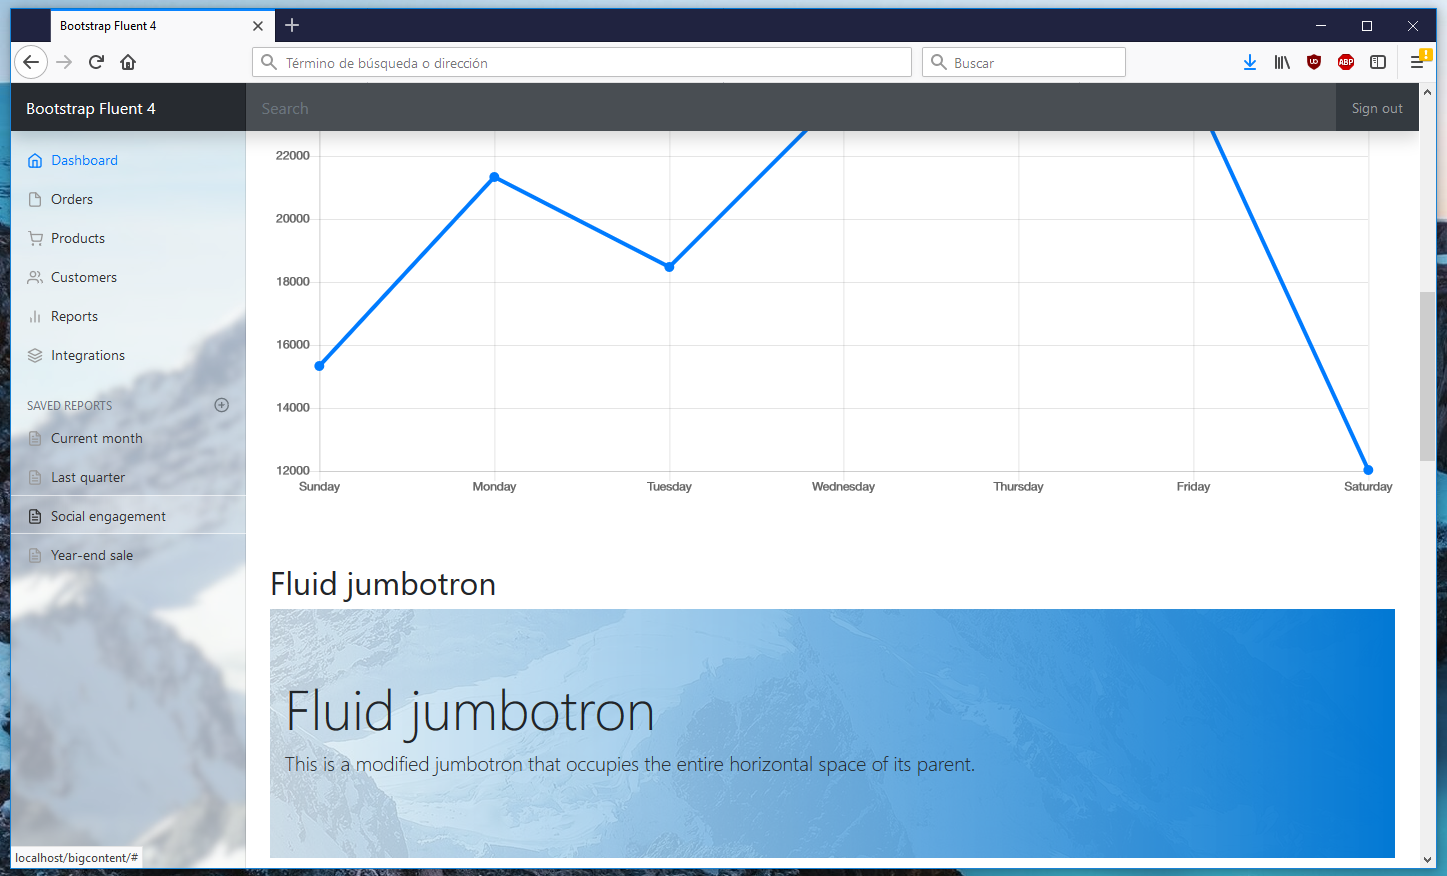 Bootstrap Fluent 4
Término de búsqueda o dirección
Buscar
UD
ABP
Bootstrap Fluent 4
Search
Sign out
Dashboard
Orders
Products
Customers
Reports
Integrations
SAVED REPORTS
Current month
Last quarter
Social engagement
Year-end sale
22000
20000
18000
16000
14000
12000
Sunday Monday Tuesday Wednesday Thursday Friday Saturday
Fluid jumbotron
Fluid jumbotron
This is a modified jumbotron that occupies the entire horizontal space of its parent.
localhost/bigcontent/#